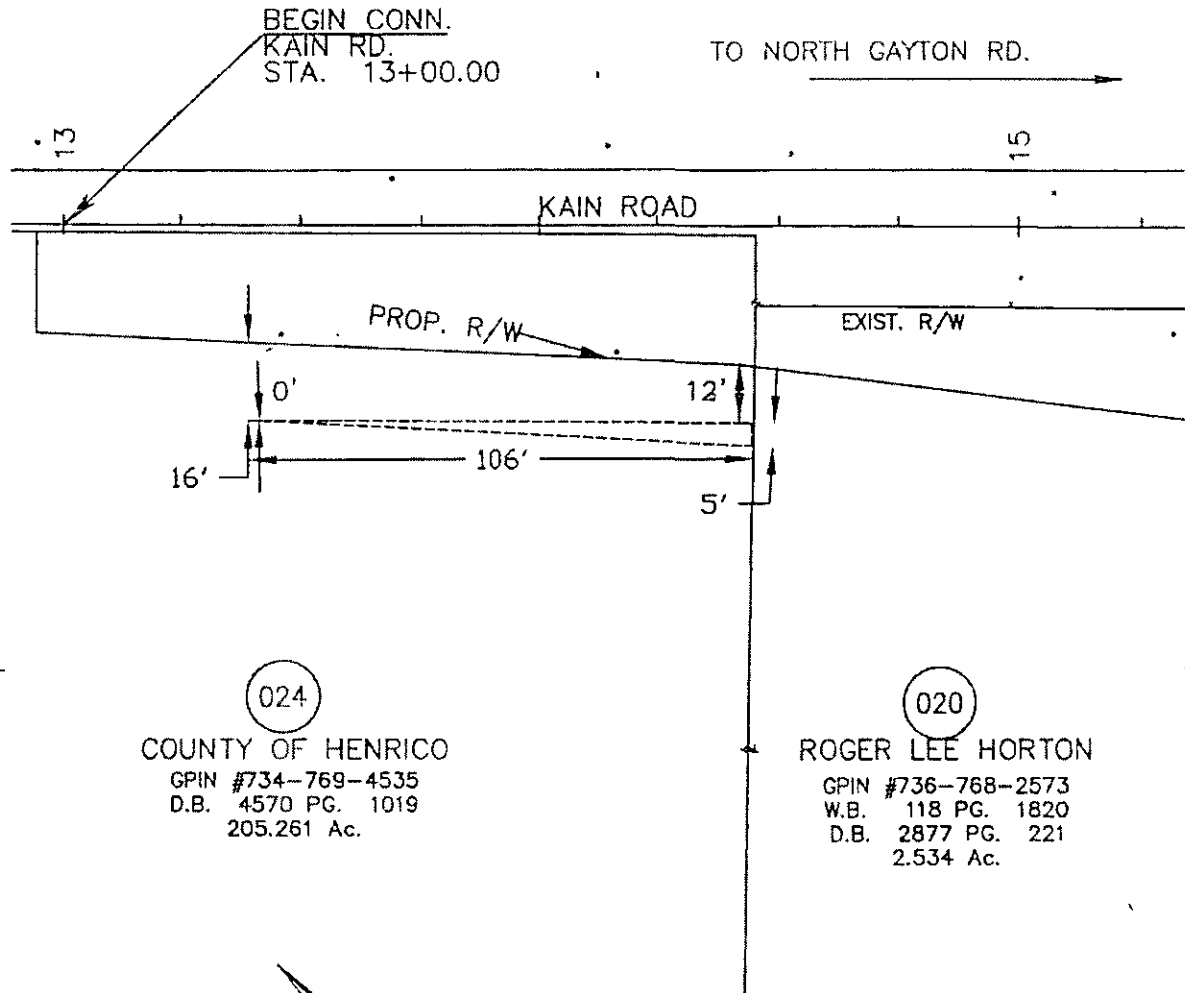 BEGIN CONN.
KAIN RD.
STA. 13+00.00
TO NORTH GAYTON RD.
13
15
KAIN ROAD
PROP. R/W
EXIST. R/W
0'
12'
16'
106'
5'
024
COUNTY OF HENRICO
GPIN #734-769-4535
D.B. 4570 PG. 1019
205.261 Ac.
020
ROGER LEE HORTON
GPIN #736-768-2573
W.B. 118 PG. 1820
D.B. 2877 PG. 221
2.534 Ac.